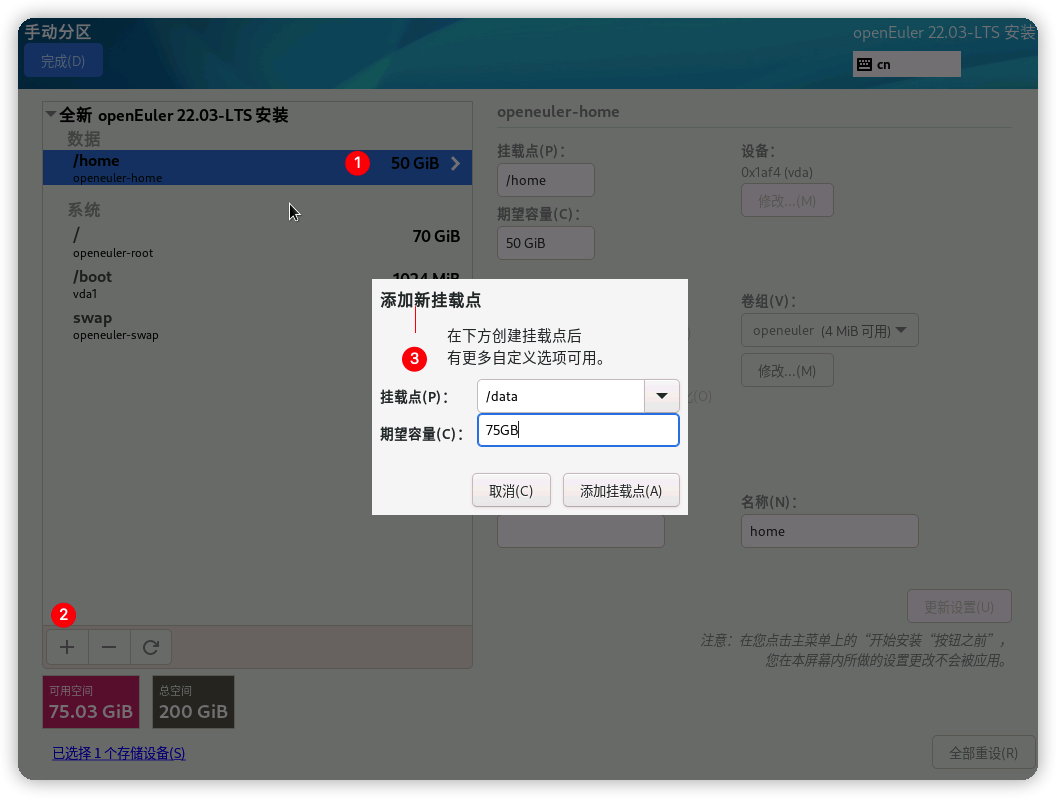 手动分区
openEuler 22.03-LTS 安装
完成(D)
cn
全新 openEuler 22.03-LTS 安装
数据
/home
1
50 GiB
openeuler-home
系统
/
70 GiB
openeuler-root
/boot
1024 MiB
vda1
swap
openeuler-swap
2
可用空间
75.03 GiB
总空间
200 GiB
已选择 1 个存储设备(S)
openeuler-home
挂载点(P):
/home
期望容量(C):
50 GiB
设备:
0x1af4 (vda)
修改...(M)
卷组(V):
openeuler (4 MiB 可用)
修改...(M)
(O)
名称(N):
home
更新设置(U)
注意: 在您点击主菜单上的“开始安装“按钮之前”,
您在本屏幕内所做的设置更改不会被应用。
全部重设(R)
添加新挂载点
3
在下方创建挂载点后
有更多自定义选项可用。
挂载点(P):
/data
期望容量(C):
75GB
取消(C)
添加挂载点(A)